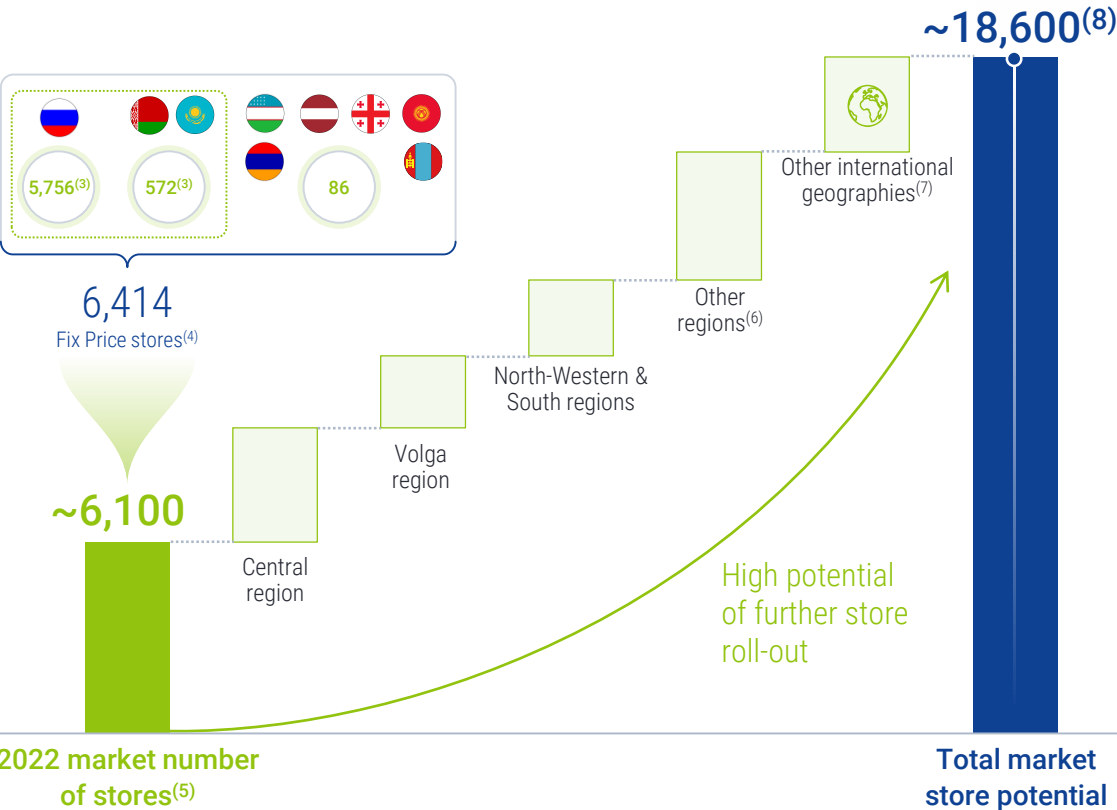 ~18,600(8)
5,756(3)
572(3)
86
6,414
Fix Price stores(4)
~6,100
Central
region
Volga
region
North-Western &
South regions
Other
regions(6)
Other international
geographies(7)
High potential
of further store
roll-out
2022 market number
of stores(5)
Total market
store potential